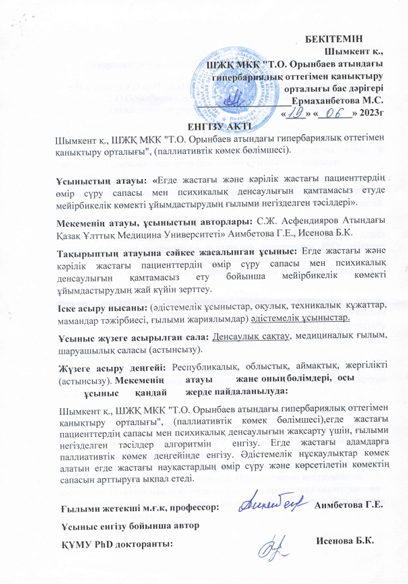 БЕКІТЕМІН
Шымкент қ.,
ШЖҚ МКК "Т.О. Орынбаев атындағы
гипербариялық оттегімен қанықтыру
орталығы бас дәрігері
Ермаханбетова М.С.
« » « 06 » 2023г
ЕНГІЗУ АКТІ
Шымкент қ., ШЖҚ МКК "Т.О. Орынбаев атындағы гипербариялық оттегімен
қанықтыру орталығы", (паллиативтік көмек бөлімшесі).
Ұсыныстың атауы: «Егде жастағы және кәрілік жастағы пациенттердің
өмір сүру сапасы мен психикалық денсаулығын қамтамасыз етуде
мейірбикелік көмекті ұйымдастырудың ғылыми негізделген тәсілдері».
Мекеменің атауы, ұсыныстың авторлары: С.Ж. Асфендияров Атындағы
Қазақ Ұлттық Медицина Университеті» Аимбетова Г.Е., Исенова Б.К.
Тақырыптың атауына сәйкес жасалынған ұсыныс: Егде жастағы және
кәрілік жастағы пациенттердің өмір сүру сапасы мен психикалық
денсаулығын қамтамасыз ету бойынша мейірбикелік көмекті
ұйымдастырудың жай күйін зерттеу.
Іске асыру нысаны: (әдістемелік ұсыныстар, оқулық, техникалық құжаттар,
мамандар тәжірбиесі, ғылыми жариялымдар) әдістемелік ұсыныстар.
Ұсыныс жүзеге асырылған сала: Денсаулық сақтау, медициналық ғылым,
шаруашылық саласы (астынсызу).
Жүзеге асыру деңгейі: Республикалық, облыстық, аймақтық, жергілікті
(астынсызу). Мекеменің атауы және оның бөлімдері, осы
ұсыныс қандай жерде пайдаланылуда:
Шымкент қ., ШЖҚ МКК "Т.О. Орынбаев атындағы гипербариялық оттегімен
қанықтыру орталығы", (паллиативтік көмек бөлімшесі),егде жастағы
пациенттердің сапасы мен психикалық денсаулығын жақсарту үшін, ғылыми
негізделген тәсілдер алгоритмін енгізу. Егде жастағы адамдарға
паллиативтік көмек деңгейінде енгізу. Әдістемелік нұсқаулықтар көмек
алатын егде жастағы науқастардың өмір сүру және көрсетілетін көмектің
сапасын арттыруға ықпал етеді.
Ғылыми жетекші м.ғ.к, профессор: Аимбетова Г.Е.
Ұсыныс енгізу бойынша автор
ҚҰМУ PhD докторанты: Исенова Б.К.